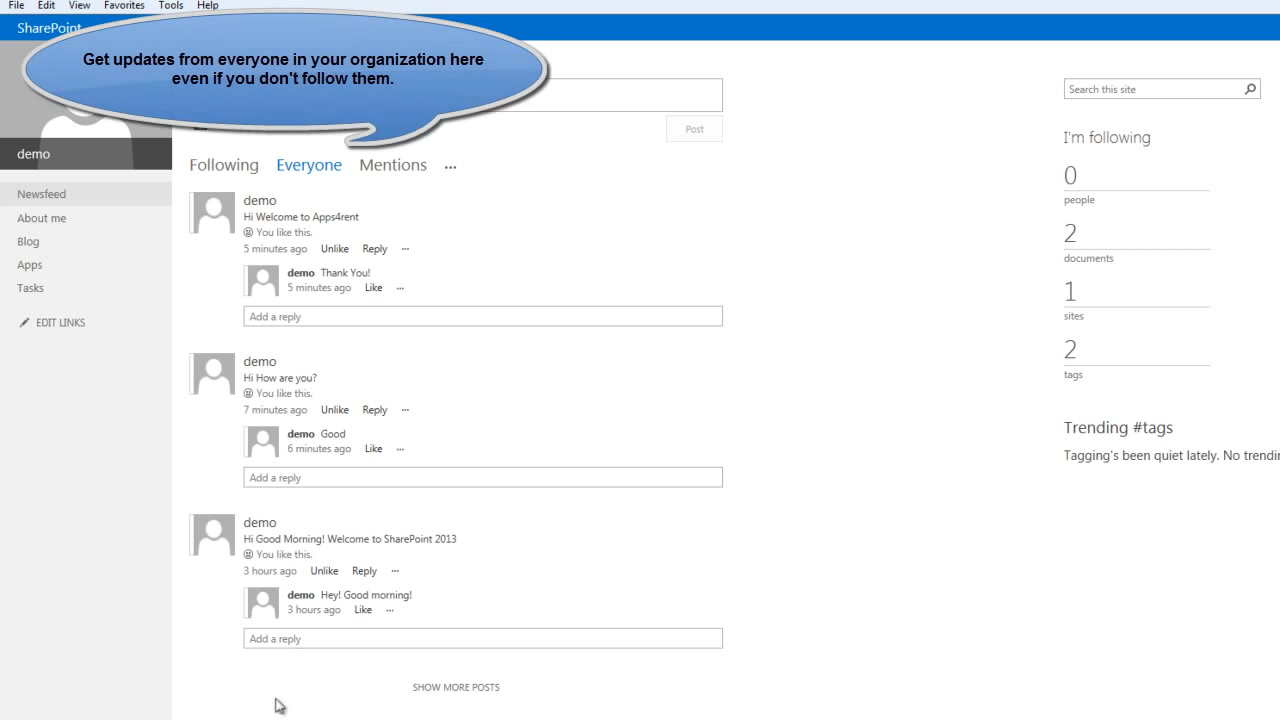 File Edit View Favorites Tools Help
SharePoint
Get updates from everyone in your organization here
even if you don't follow them.
Search this site
Post
demo
Newsfeed
About me
Blog
Apps
Tasks
EDIT LINKS
Following Everyone Mentions ...
demo
Hi Welcome to Apps4rent
You like this.
5 minutes ago Unlike Reply ...
demo Thank You!
5 minutes ago Like ...
Add a reply
demo
Hi How are you?
You like this.
7 minutes ago Unlike Reply ...
demo Good
6 minutes ago Like ...
Add a reply
demo
Hi Good Morning! Welcome to SharePoint 2013
You like this.
3 hours ago Unlike Reply ...
demo Hey! Good morning!
3 hours ago Like ...
Add a reply
SHOW MORE POSTS
I'm following
0
people
2
documents
1
sites
2
tags
Trending #tags
Tagging's been quiet lately. No